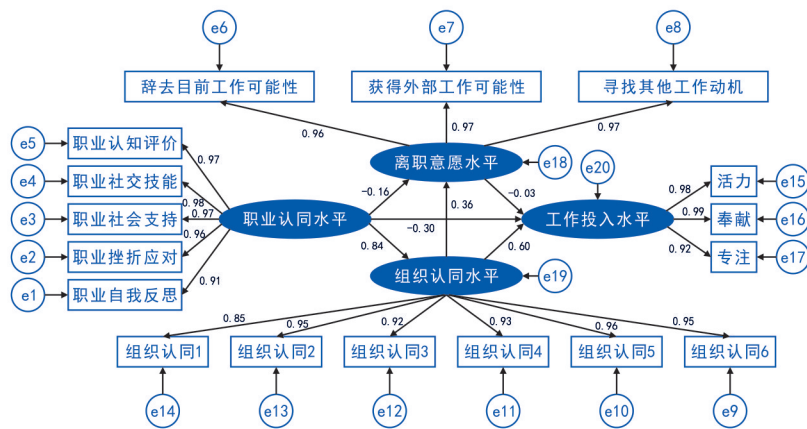 e6
e7
e8
辞去目前工作可能性
获得外部工作可能性
寻找其他工作动机
0.96
0.97
0.97
e5
职业认知评价
0.97
离职意愿水平
e18
e20
e4
职业社交技能
0.98
-0.16
-0.03
0.98
活力
e15
e3
职业社会支持
0.97
职业认同水平
0.36
-0.30
工作投入水平
0.99
奉献
e16
e2
职业挫折应对
0.96
0.84
0.60
0.92
专注
e17
组织认同水平
e19
e1
职业自我反思
0.91
0.85
0.95
0.92
0.93
0.96
0.95
组织认同1
组织认同2
组织认同3
组织认同4
组织认同5
组织认同6
e14
e13
e12
e11
e10
e9